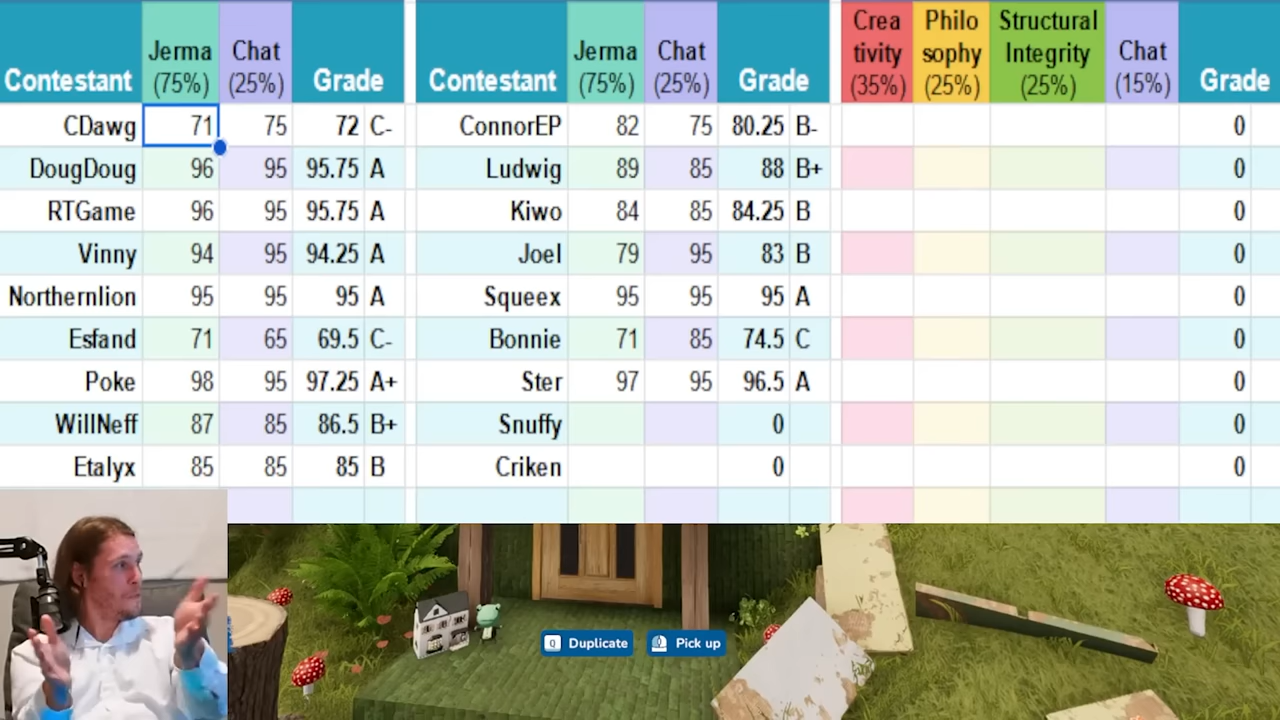 Contestant Jerma (75%) Chat (25%) Grade Contestant Jerma (75%) Chat (25%) Grade Crea tivity (35%) Philo sophy (25%) Structural Integrity (25%) Chat (15%) Grade
CDawg 71 75 72 C- ConnorEP 82 75 80.25 B- 0
DougDoug 96 95 95.75 A Ludwig 89 85 88 B+ 0
RTGame 96 95 95.75 A Kiwo 84 85 84.25 B 0
Vinny 94 95 94.25 A Joel 79 95 83 B 0
Northernlion 95 95 95 A Squeex 95 95 95 A 0
Esfand 71 65 69.5 C- Bonnie 71 85 74.5 C 0
Poke 98 95 97.25 A+ Ster 97 95 96.5 A 0
WillNeff 87 85 86.5 B+ Snuffy 0 0
Etalyx 85 85 85 B Criken 0 0
Q Duplicate Pick up